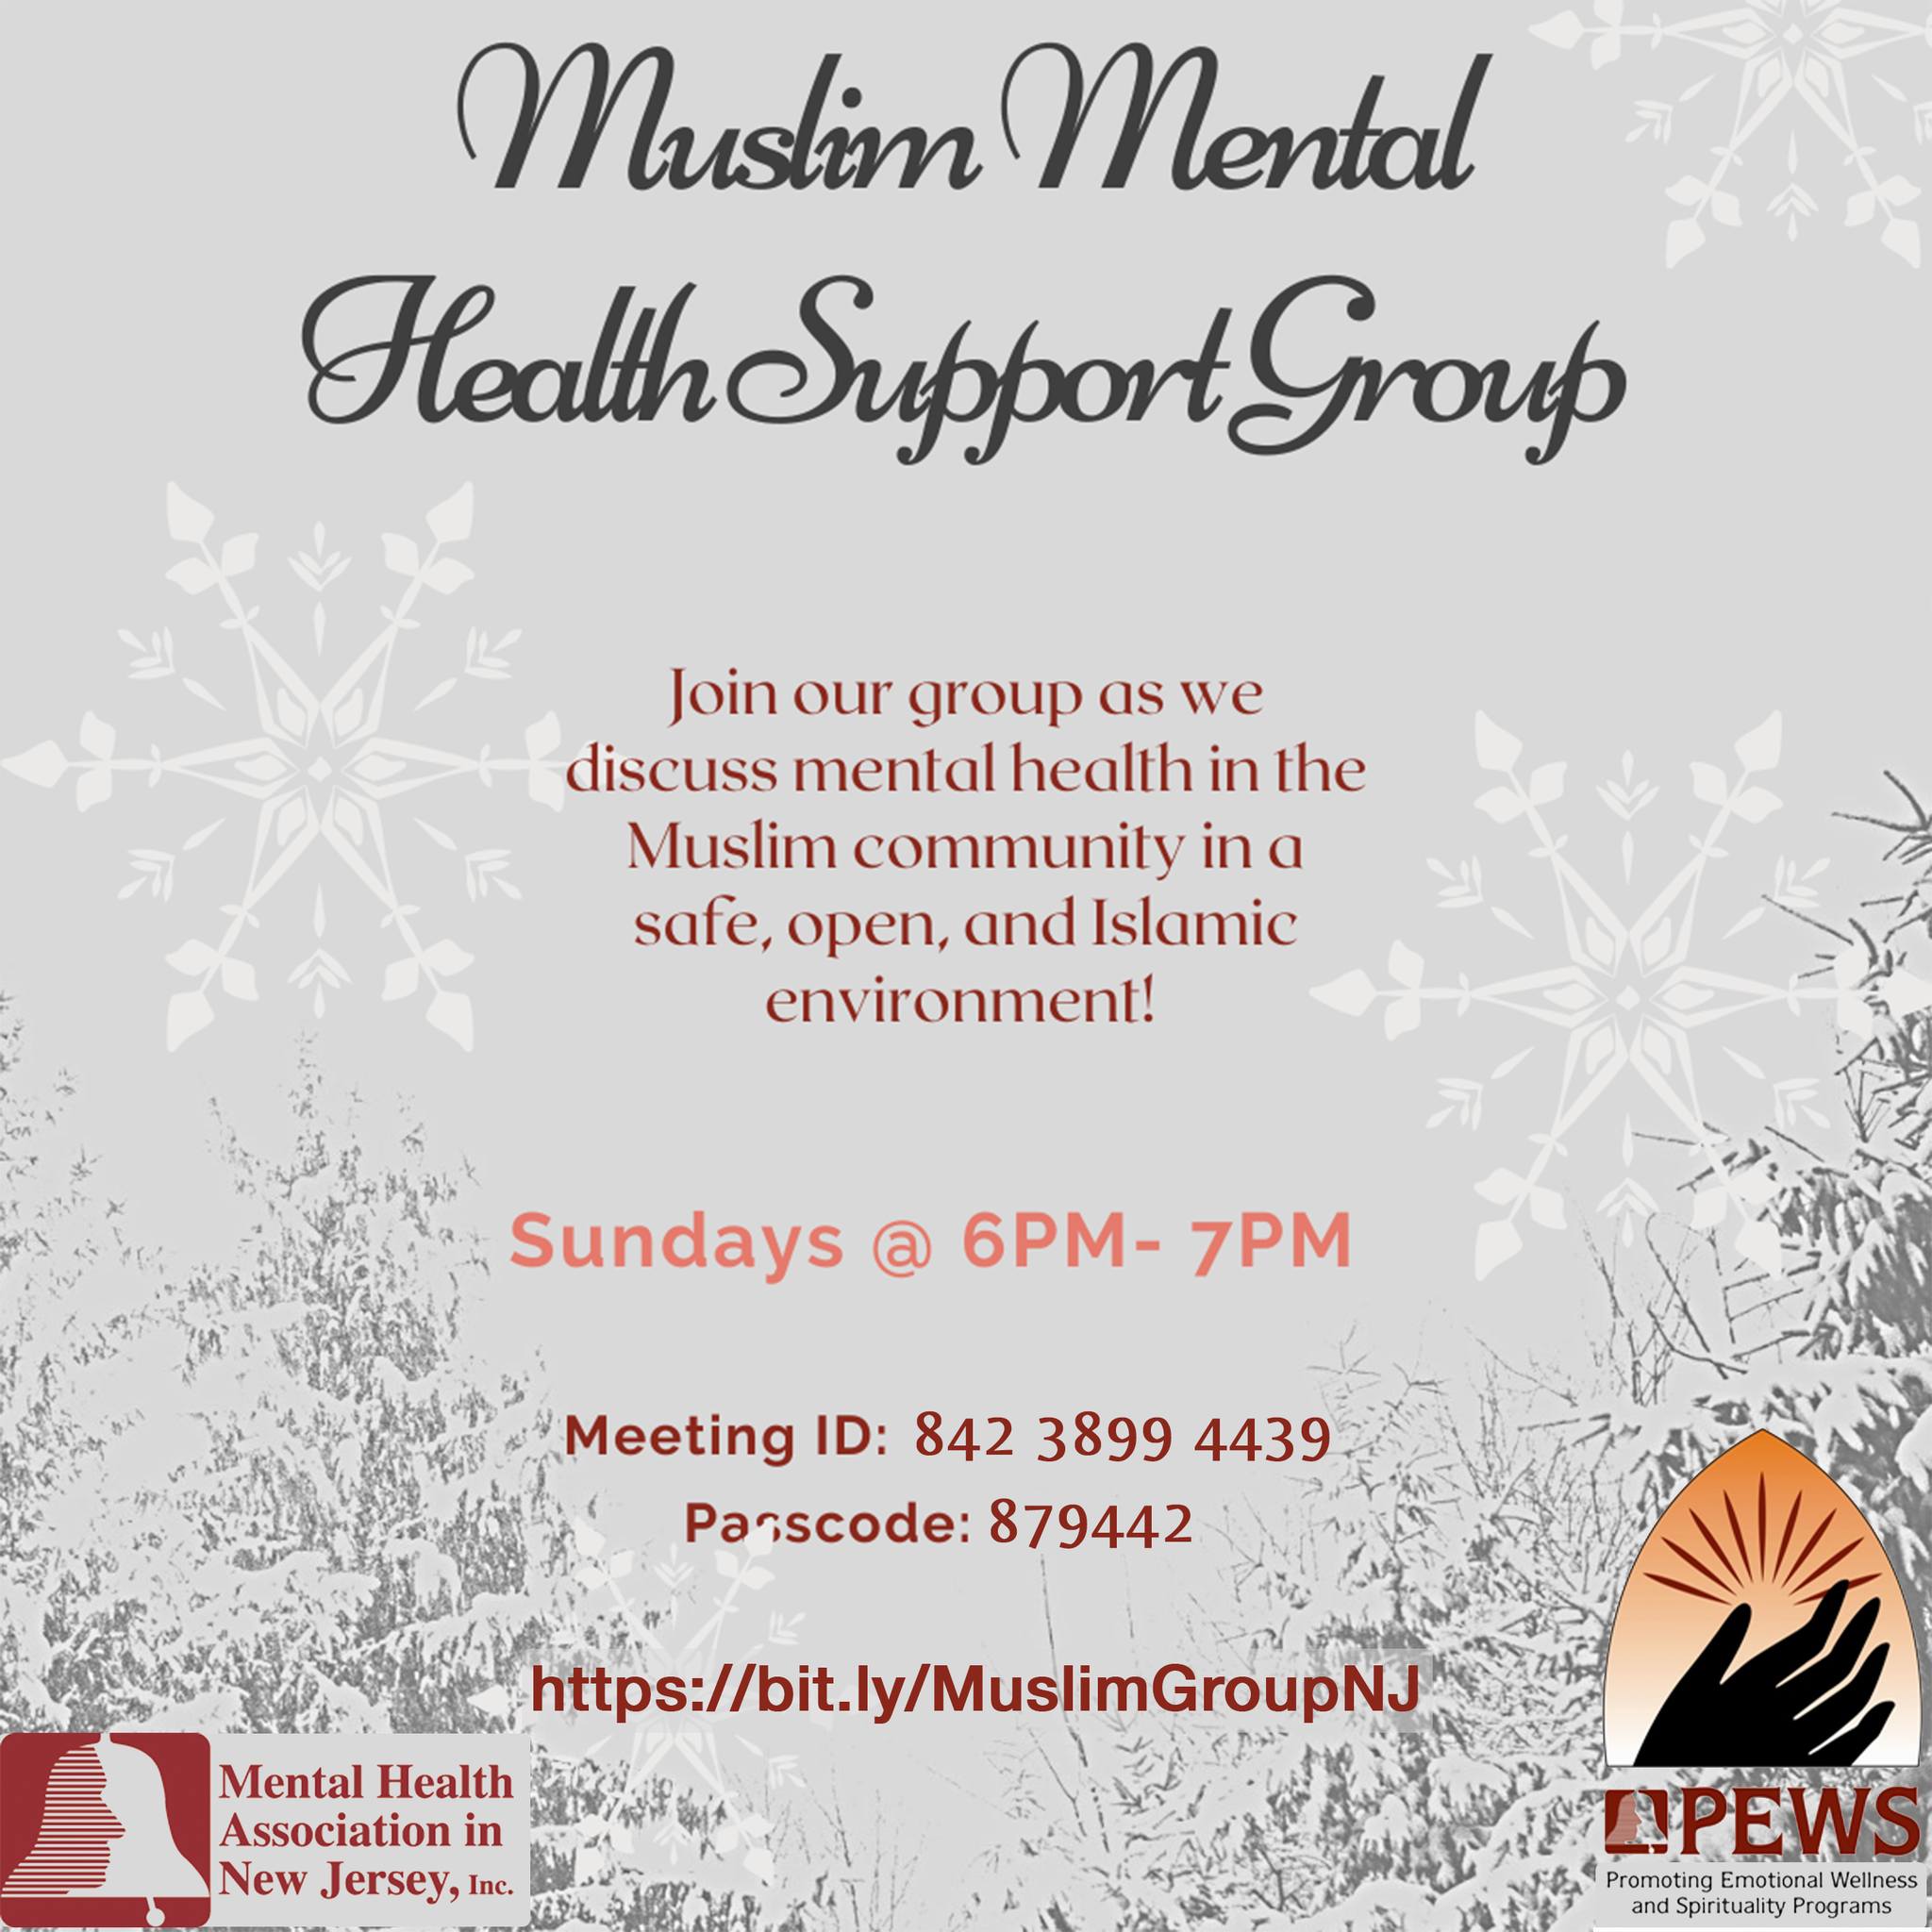 Muslim Mental
Health Support Group
Join our group as we
discuss mental health in the
Muslim community in a
safe, open, and Islamic
environment!
Sundays @ 6PM- 7PM
Meeting ID: 842 3899 4439
Passcode: 879442
https://bit.ly/MuslimGroupNJ
Mental Health
Association in
New Jersey, Inc.
PEWS
Promoting Emotional Wellness
and Spirituality Programs